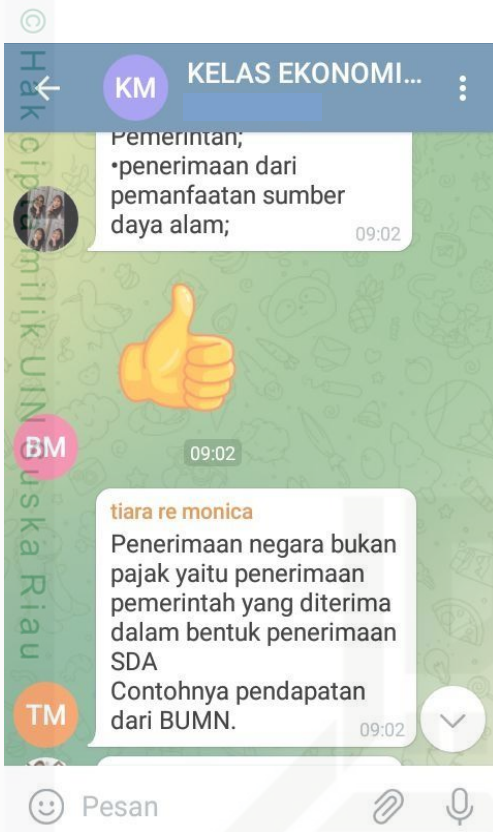 © Hak cipta milik UIN Suska Riau
KM
KELAS EKONOMI...
Pemerintah;
•penerimaan dari
pemanfaatan sumber
daya alam;
09:02
09:02
BM
tiara re monica
Penerimaan negara bukan
pajak yaitu penerimaan
pemerintah yang diterima
dalam bentuk penerimaan
SDA
Contohnya pendapatan
dari BUMN.
09:02
TM
Pesan